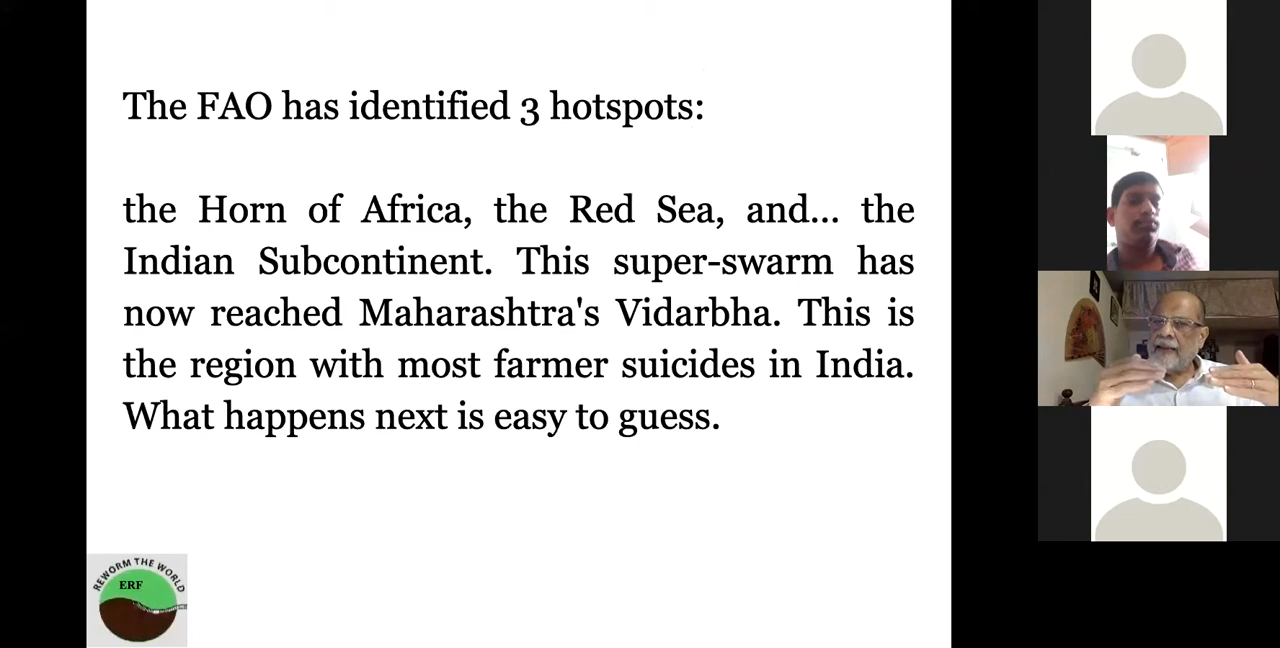 The FAO has identified 3 hotspots:
the Horn of Africa, the Red Sea, and... the
Indian Subcontinent. This super-swarm has
now reached Maharashtra's Vidarbha. This is
the region with most farmer suicides in India.
What happens next is easy to guess.
REWORM THE WORLD
ERF